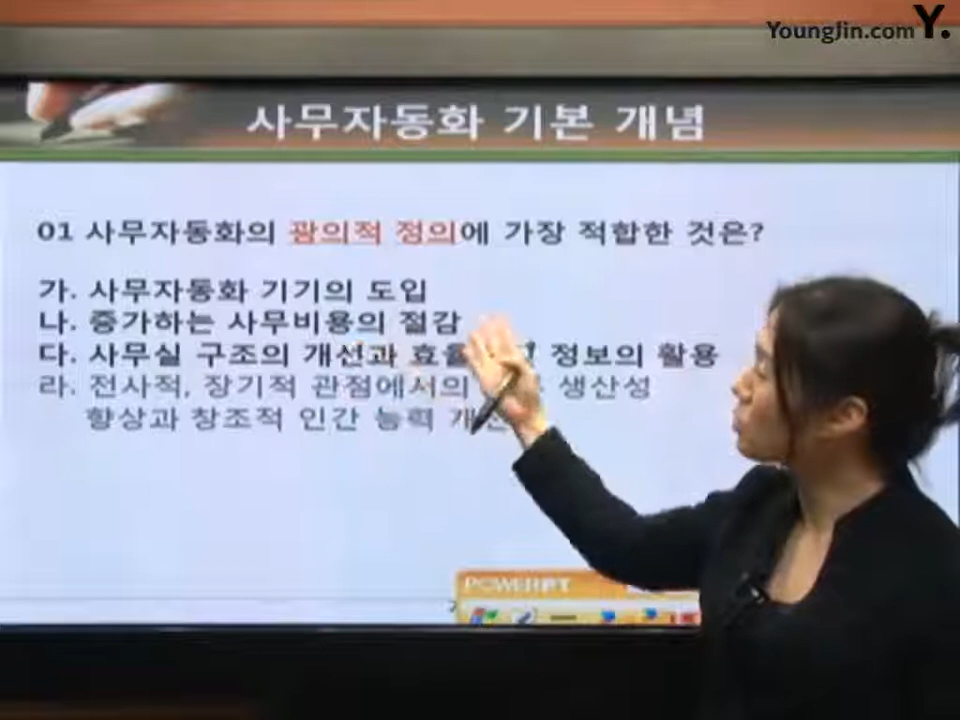 YoungJin.com Y.
사무자동화 기본 개념
01 사무자동화의 광의적 정의에 가장 적합한 것은?
가. 사무자동화 기기의 도입
나. 증가하는 사무비용의 절감
다. 사무실 구조의 개선과 효율 정보의 활용
라. 전사적, 장기적 관점에서의 생산성
향상과 창조적 인간 능력
POWERPT